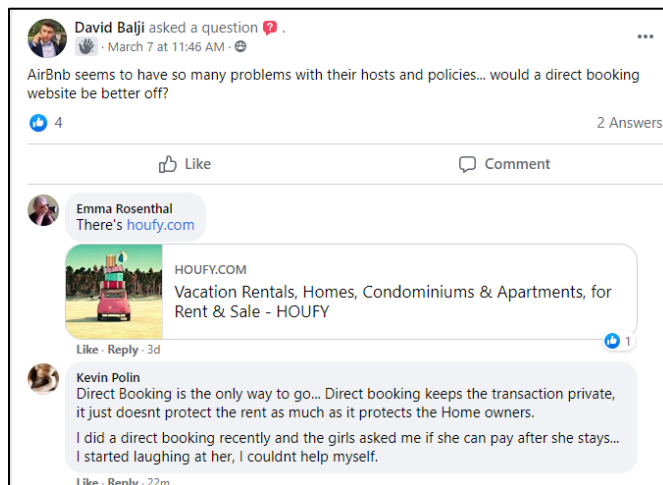 David Balji asked a question ?.
· March 7 at 11:46 AM ·
AirBnb seems to have so many problems with their hosts and policies... would a direct booking
website be better off?
4
2 Answers
Like
Comment
Emma Rosenthal
There's houfy.com
HOUFY.COM
Vacation Rentals, Homes, Condominiums & Apartments, for
Rent & Sale - HOUFY
1
Like · Reply · 3d
Kevin Polin
Direct Booking is the only way to go... Direct booking keeps the transaction private,
it just doesnt protect the rent as much as it protects the Home owners.
I did a direct booking recently and the girls asked me if she can pay after she stays...
I started laughing at her, I couldnt help myself.
Like · Reply · 22m